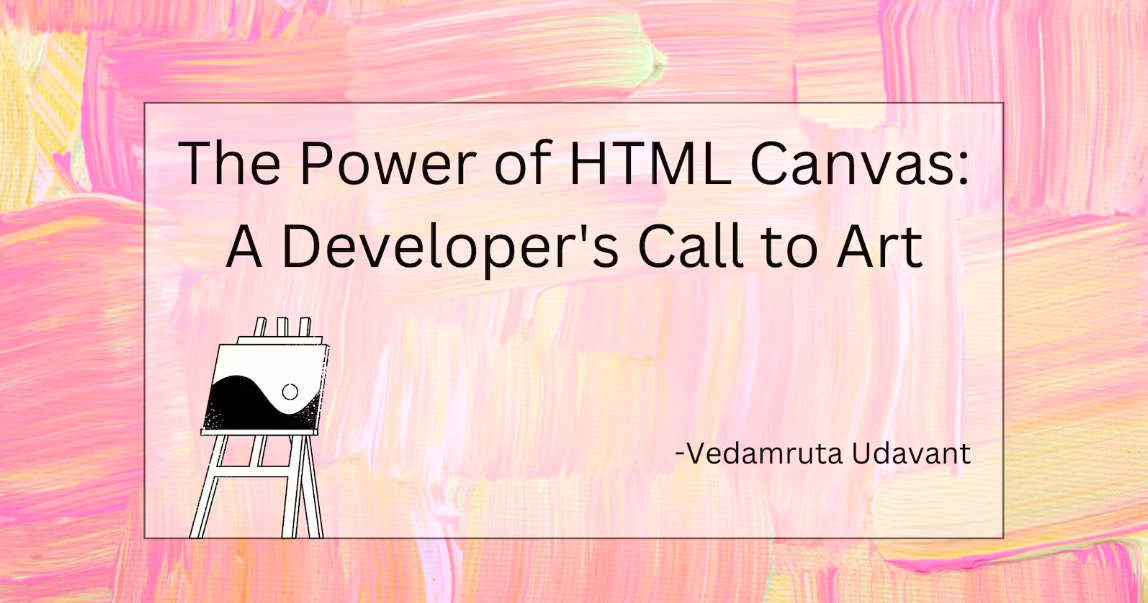 The Power of HTML Canvas:
A Developer's Call to Art
-Vedamruta Udavant